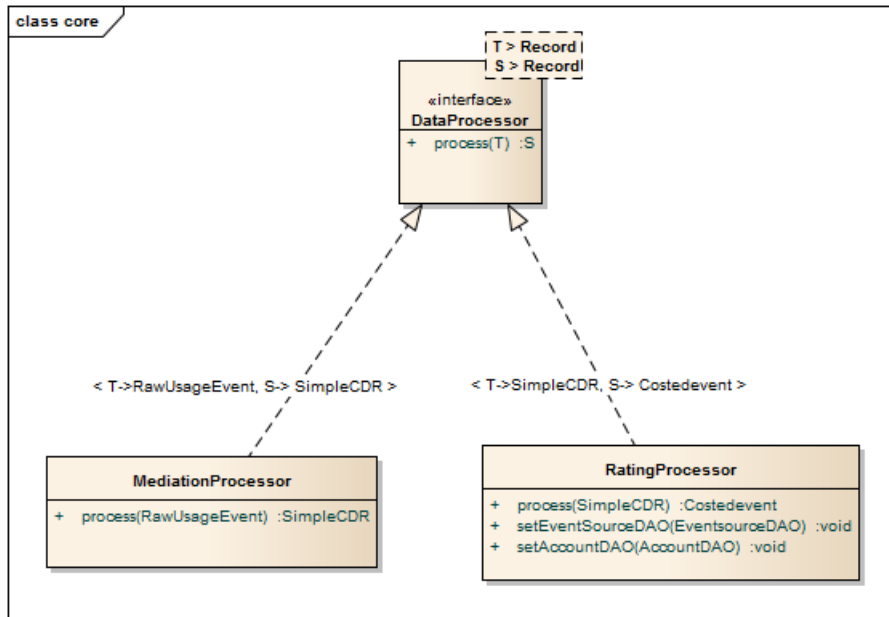 class core
T > Record
S > Record
«interface»
DataProcessor
+ process(T) :S
< T->RawUsageEvent, S-> SimpleCDR >
< T->SimpleCDR, S-> Costedevent >
MediationProcessor
+ process(RawUsageEvent) :SimpleCDR
RatingProcessor
+ process(SimpleCDR) :Costedevent
+ setEventSourceDAO(EventsourceDAO) :void
+ setAccountDAO(AccountDAO) :void